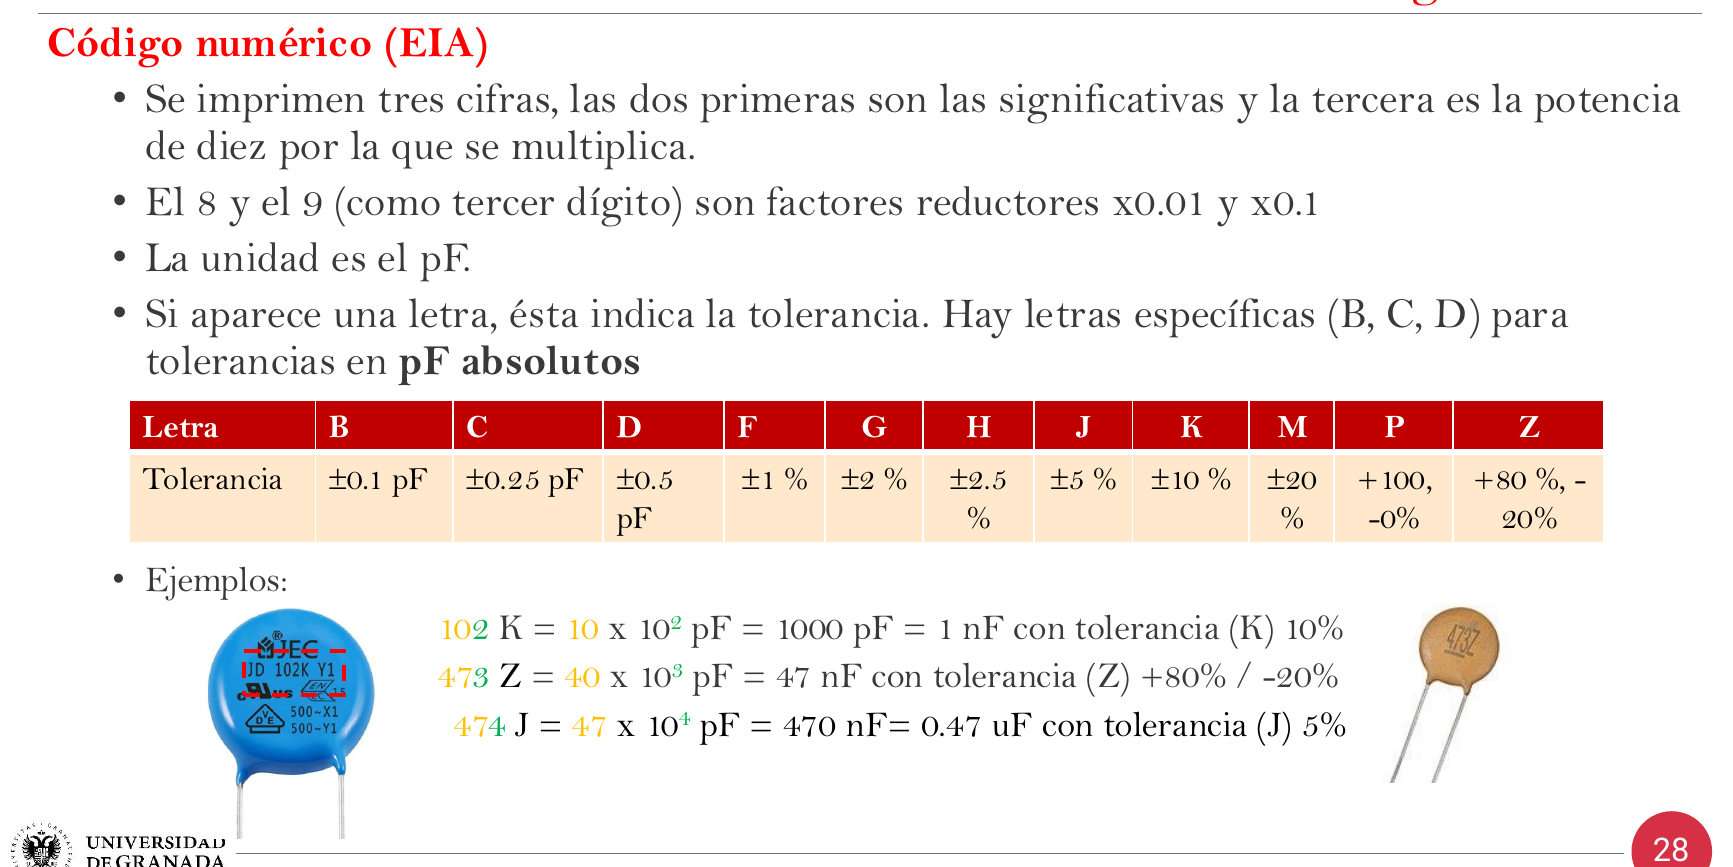 Código numérico (EIA)
• Se imprimen tres cifras, las dos primeras son las significativas y la tercera es la potencia
de diez por la que se multiplica.
• El 8 y el 9 (como tercer dígito) son factores reductores x0.01 y x0.1
• La unidad es el pF.
• Si aparece una letra, ésta indica la tolerancia. Hay letras específicas (B, C, D) para
tolerancias en pF absolutos
Letra B C D F G H J K M P Z
Tolerancia ±0.1 pF ±0.25 pF ±0.5 ±1 % ±2 % ±2.5 ±5 % ±10 % ±20 +100, +80 %, -
pF % % -0% 20%
• Ejemplos:
102 K = 10 x 10² pF = 1000 pF = 1 nF con tolerancia (K) 10%
473 Z = 40 x 10³ pF = 47 nF con tolerancia (Z) +80% / -20%
474 J = 47 x 10⁴ pF = 470 nF= 0.47 uF con tolerancia (J) 5%
®
JEC
JD 102K Y1
EN
15
VDE
500~X1
500~Y1
473Z
UNIVERSIDAD
DE GRANADA
28